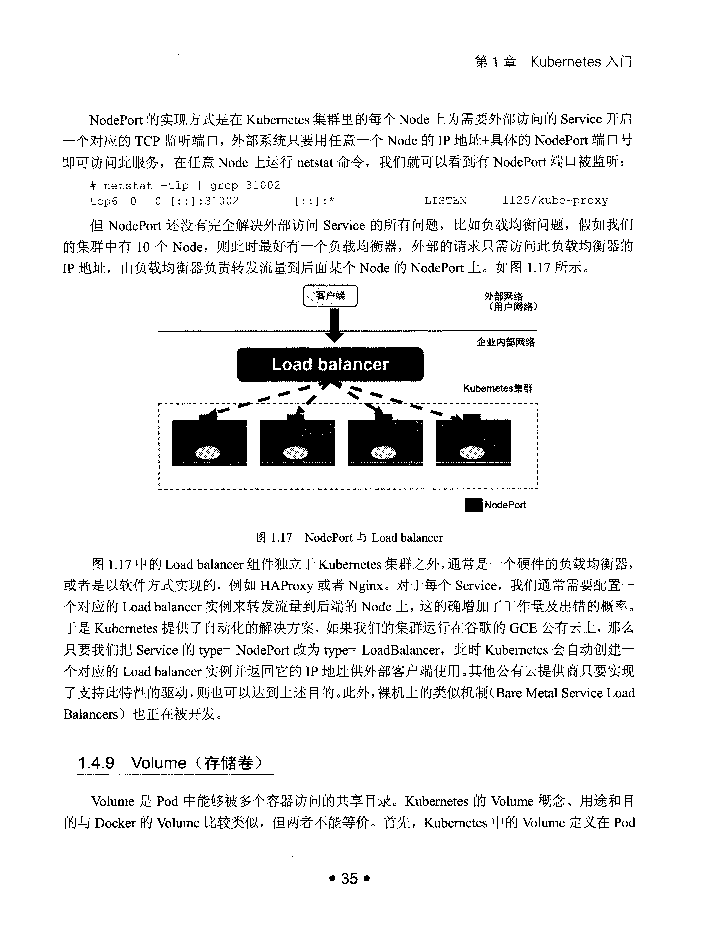 第 1 章 Kubernetes 入门
NodePort 的实现方式是在 Kubernetes 集群里的每个 Node 上为需要外部访问的 Service 开启
一个对应的 TCP 监听端口，外部系统只要用任意一个 Node 的 IP 地址+具体的 NodePort 端口号
即可访问此服务，在任意 Node 上运行 netstat 命令，我们就可以看到有 NodePort 端口被监听：
# netstat -tlp | grep 31002
tcp6 0 0 [::]:31002 [::]:* LISTEN 1125/kube-proxy
但 NodePort 还没有完全解决外部访问 Service 的所有问题，比如负载均衡问题，假如我们
的集群中有 10 个 Node，则此时最好有一个负载均衡器，外部的请求只需访问此负载均衡器的
IP 地址，由负载均衡器负责转发流量到后面某个 Node 的 NodePort 上。如图 1.17 所示。
客户端
外部网络
（用户网络）
企业内部网络
Load balancer
Kubernetes集群
NodePort
图 1.17 NodePort 与 Load balancer
图 1.17 中的 Load balancer 组件独立于 Kubernetes 集群之外，通常是一个硬件的负载均衡器，
或者是以软件方式实现的，例如 HAProxy 或者 Nginx。对于每个 Service，我们通常需要配置一
个对应的 Load balancer 实例来转发流量到后端的 Node 上，这的确增加了工作量及出错的概率。
于是 Kubernetes 提供了自动化的解决方案，如果我们的集群运行在谷歌的 GCE 公有云上，那么
只要我们把 Service 的 type= NodePort 改为 type= LoadBalancer，此时 Kubernetes 会自动创建一
个对应的 Load balancer 实例并返回它的 IP 地址供外部客户端使用。其他公有云提供商只要实现
了支持此特性的驱动，则也可以达到上述目的。此外，裸机上的类似机制（Bare Metal Service Load
Balancers）也正在被开发。
1.4.9 Volume（存储卷）
Volume 是 Pod 中能够被多个容器访问的共享目录。Kubernetes 的 Volume 概念、用途和目
的与 Docker 的 Volume 比较类似，但两者不能等价。首先，Kubernetes 中的 Volume 定义在 Pod
• 35 •